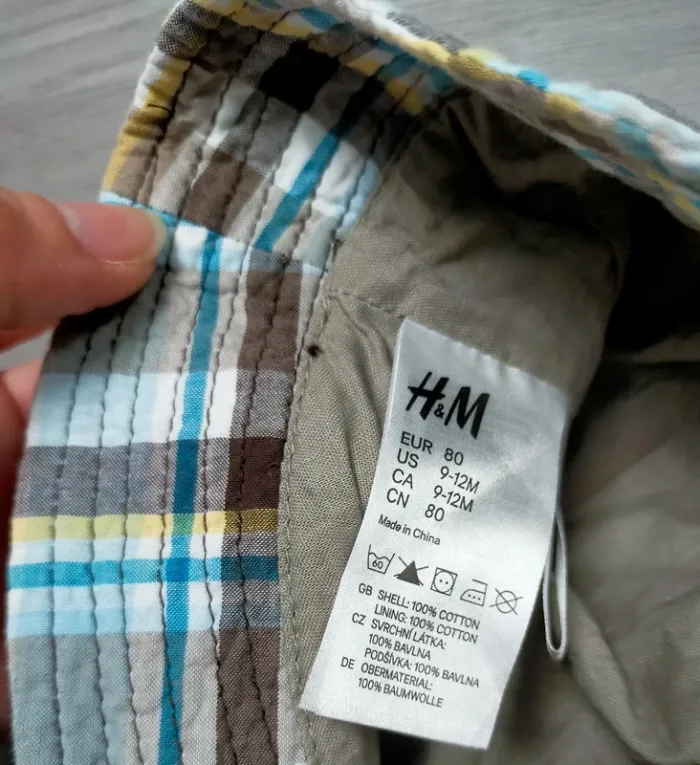 H&M
EUR 80
US 9-12M
CA 9-12M
CN 80
Made in China
60
GB SHELL: 100% COTTON
LINING: 100% COTTON
CZ SVRCHNÍ LÁTKA:
100% BAVLNA
PODŠÍVKA: 100% BAVLNA
DE OBERMATERIAL:
100% BAUMWOLLE